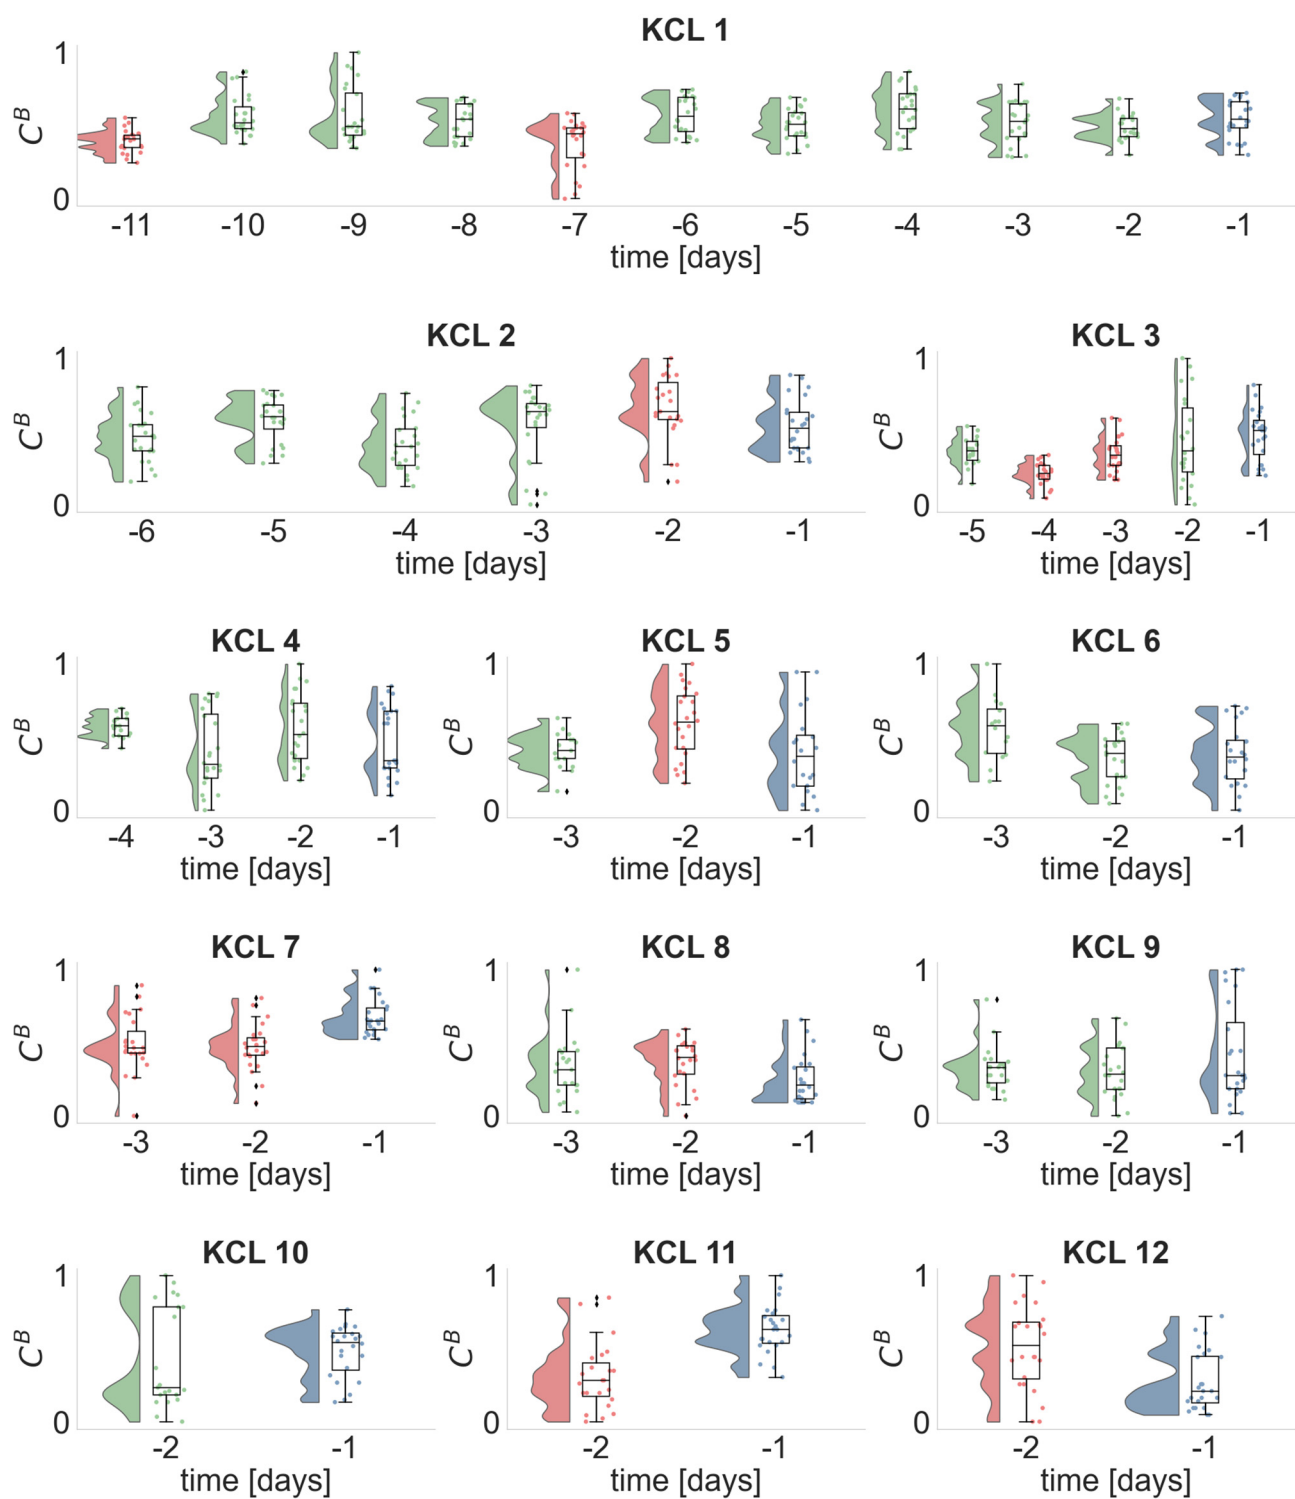 KCL 1
1
C^B
0
-11 -10 -9 -8 -7 -6 -5 -4 -3 -2 -1
time [days]
KCL 2
1
C^B
0
-6 -5 -4 -3 -2 -1
time [days]
KCL 3
1
C^B
0
-5 -4 -3 -2 -1
time [days]
KCL 4
1
C^B
0
-4 -3 -2 -1
time [days]
KCL 5
1
C^B
0
-3 -2 -1
time [days]
KCL 6
1
C^B
0
-3 -2 -1
time [days]
KCL 7
1
C^B
0
-3 -2 -1
time [days]
KCL 8
1
C^B
0
-3 -2 -1
time [days]
KCL 9
1
C^B
0
-3 -2 -1
time [days]
KCL 10
1
C^B
0
-2 -1
time [days]
KCL 11
1
C^B
0
-2 -1
time [days]
KCL 12
1
C^B
0
-2 -1
time [days]